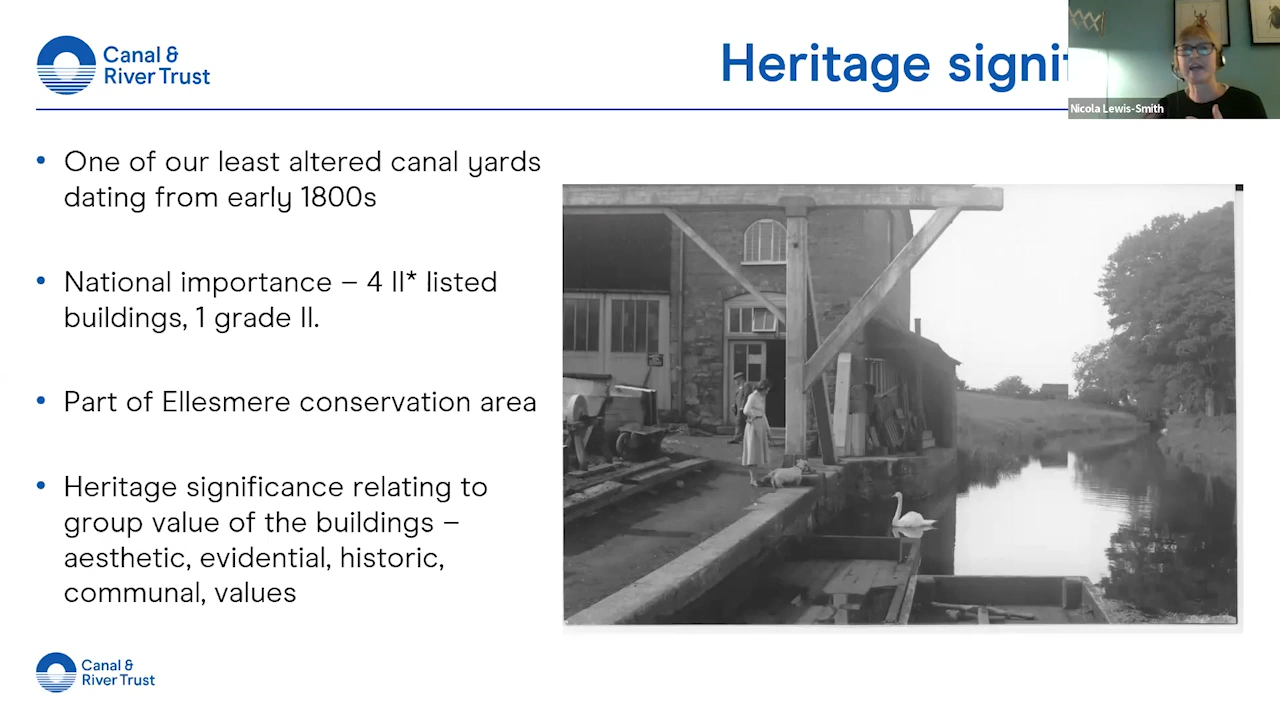 Canal &
River Trust
Heritage signif
Nicola Lewis-Smith
• One of our least altered canal yards
dating from early 1800s
• National importance – 4 II* listed
buildings, 1 grade II.
• Part of Ellesmere conservation area
• Heritage significance relating to
group value of the buildings –
aesthetic, evidential, historic,
communal, values
Canal &
River Trust